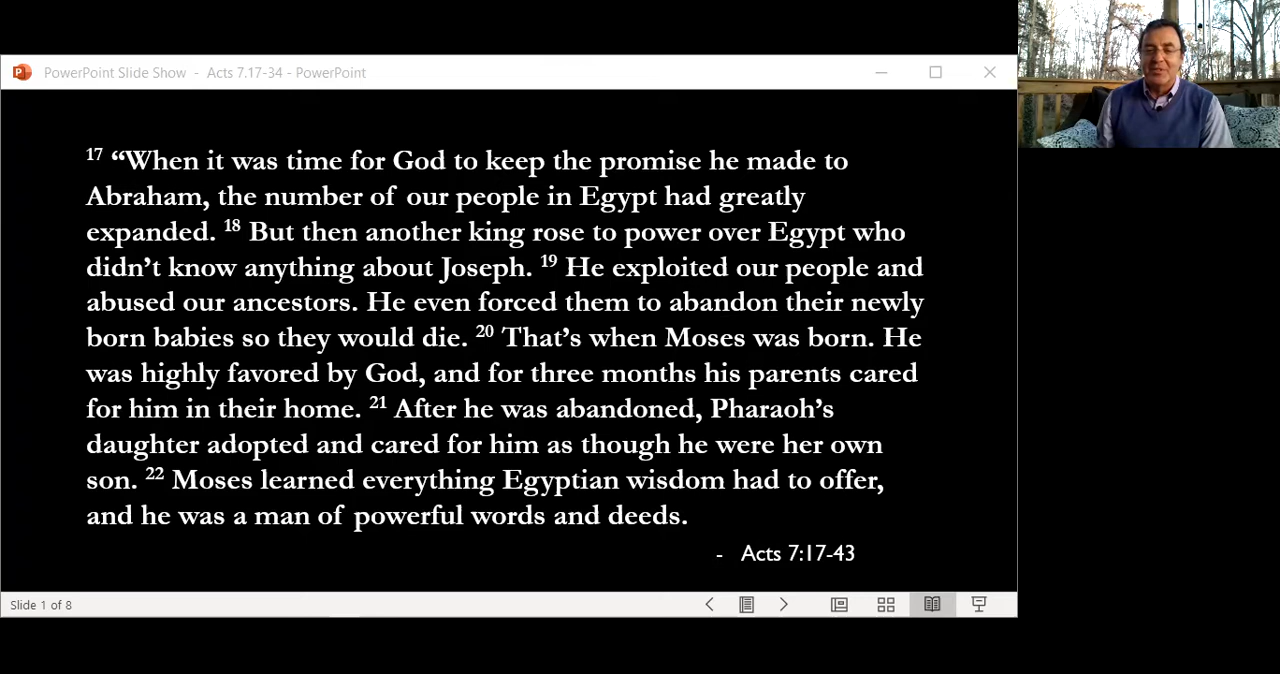 PowerPoint Slide Show - Acts 7.17-34 - PowerPoint
17 “When it was time for God to keep the promise he made to
Abraham, the number of our people in Egypt had greatly
expanded. 18 But then another king rose to power over Egypt who
didn’t know anything about Joseph. 19 He exploited our people and
abused our ancestors. He even forced them to abandon their newly
born babies so they would die. 20 That’s when Moses was born. He
was highly favored by God, and for three months his parents cared
for him in their home. 21 After he was abandoned, Pharaoh’s
daughter adopted and cared for him as though he were her own
son. 22 Moses learned everything Egyptian wisdom had to offer,
and he was a man of powerful words and deeds.
- Acts 7:17-43
Slide 1 of 8